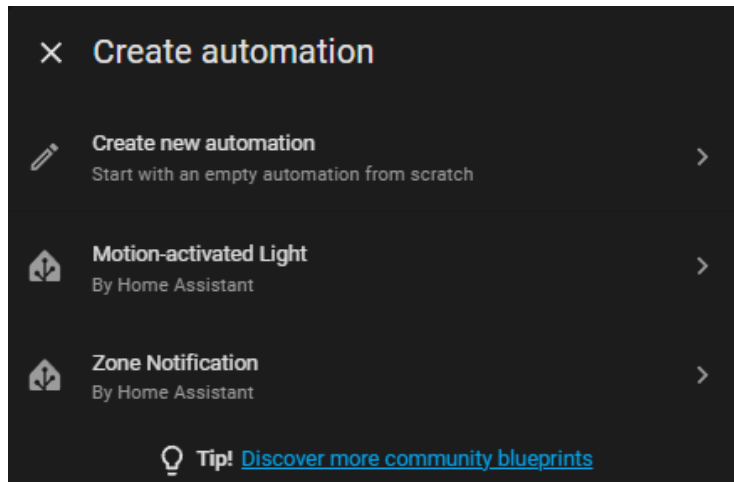 Create automation
Create new automation
Start with an empty automation from scratch
Motion-activated Light
By Home Assistant
Zone Notification
By Home Assistant
Tip! Discover more community blueprints